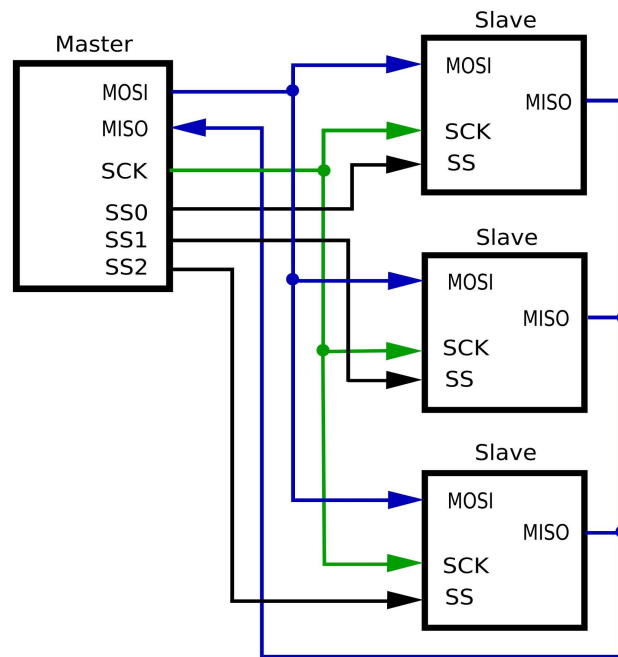 Master
MOSI
MISO
SCK
SS0
SS1
SS2
Slave
MOSI
MISO
SCK
SS
Slave
MOSI
MISO
SCK
SS
Slave
MOSI
MISO
SCK
SS